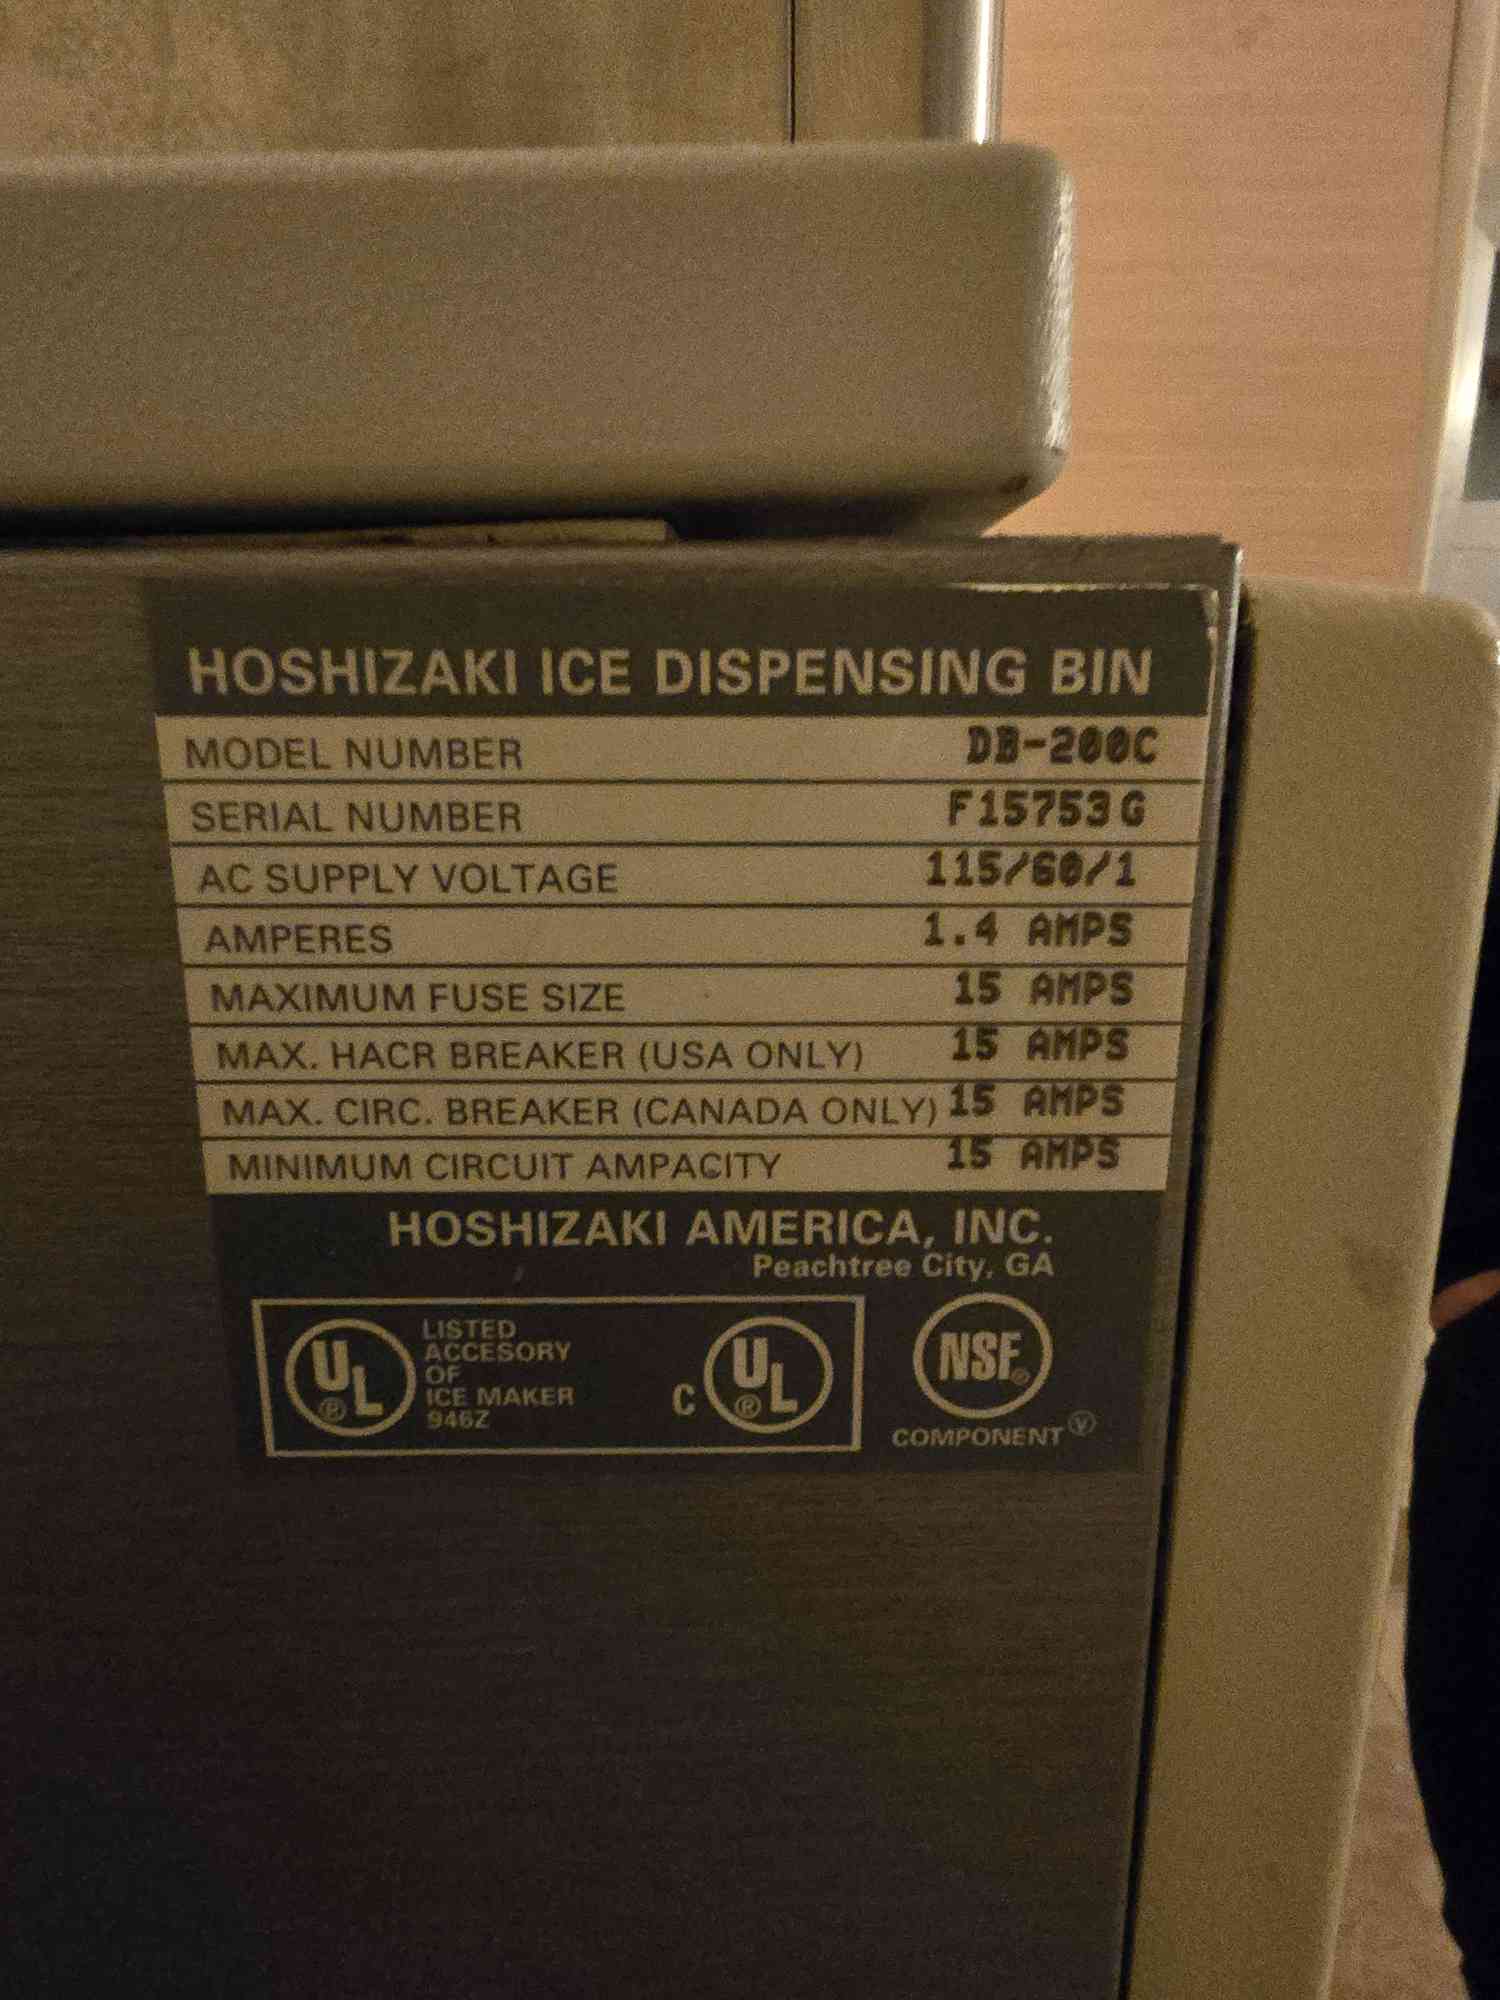 HOSHIZAKI ICE DISPENSING BIN
MODEL NUMBER DB-200C
SERIAL NUMBER F15753G
AC SUPPLY VOLTAGE 115/60/1
AMPERES 1.4 AMPS
MAXIMUM FUSE SIZE 15 AMPS
MAX. HACR BREAKER (USA ONLY) 15 AMPS
MAX. CIRC. BREAKER (CANADA ONLY) 15 AMPS
MINIMUM CIRCUIT AMPACITY 15 AMPS
HOSHIZAKI AMERICA, INC.
Peachtree City, GA
UL®
LISTED
ACCESORY
OF
ICE MAKER
946Z
C UL®
NSF®
COMPONENT Ⓥ